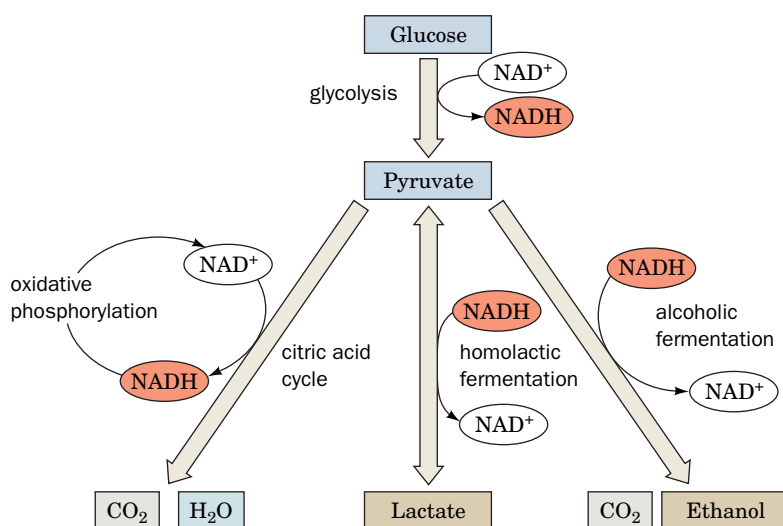 Glucose
NAD⁺
glycolysis
NADH
Pyruvate
NAD⁺
oxidative
phosphorylation
NADH
citric acid
cycle
NADH
homolactic
fermentation
NAD⁺
NADH
alcoholic
fermentation
NAD⁺
CO₂
H₂O
Lactate
CO₂
Ethanol